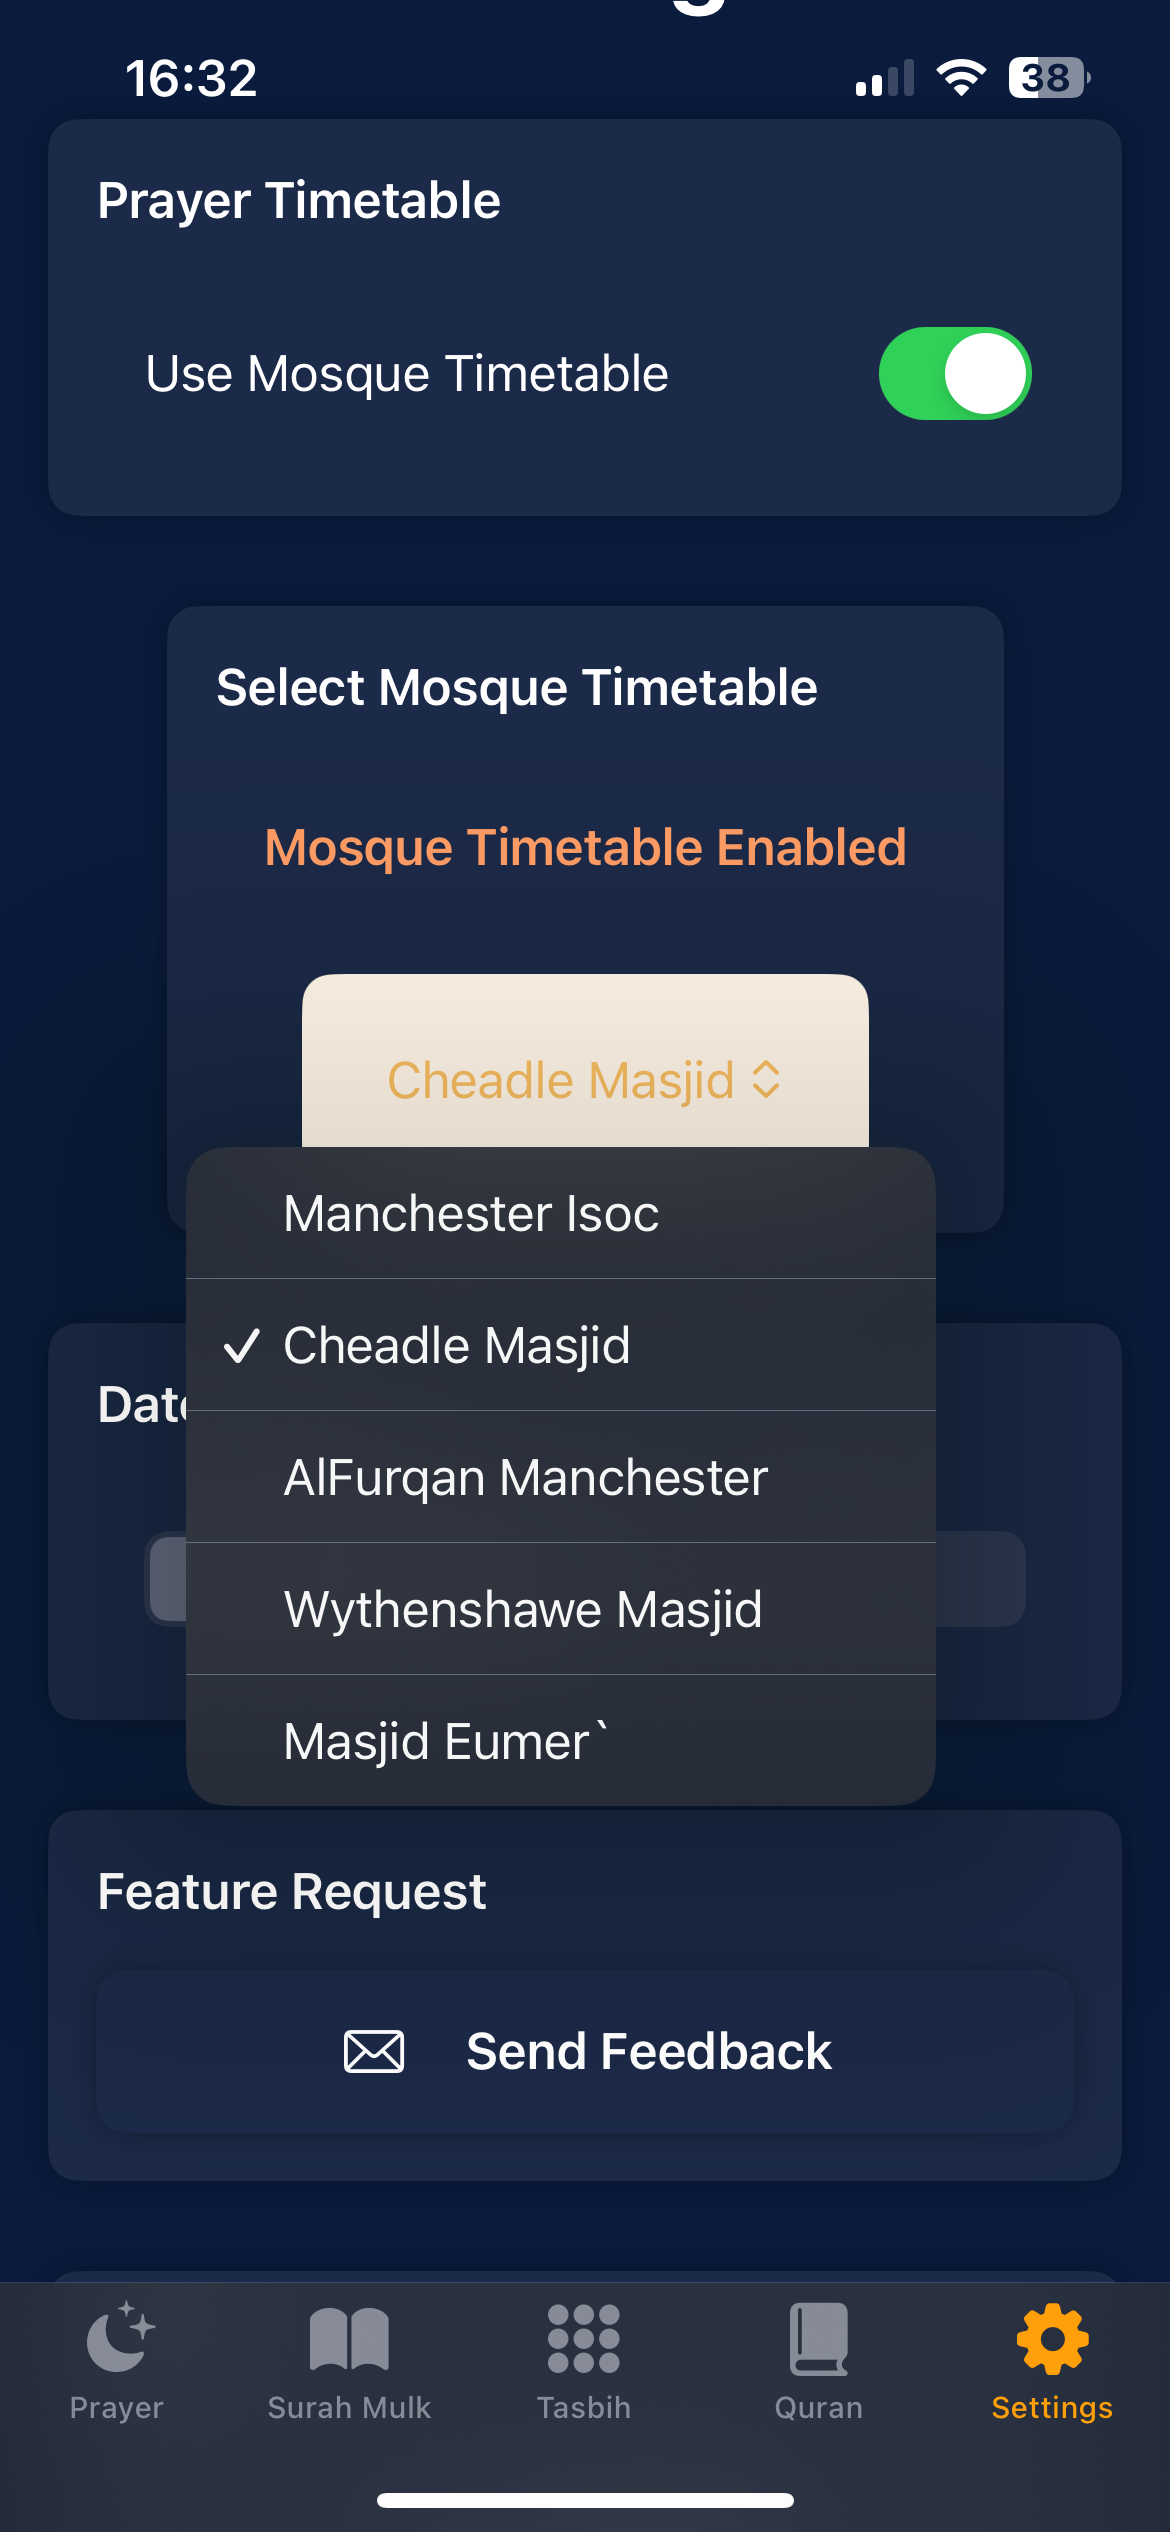 16:32
38
Prayer Timetable
Use Mosque Timetable
Select Mosque Timetable
Mosque Timetable Enabled
Cheadle Masjid
Manchester Isoc
Cheadle Masjid
AlFurqan Manchester
Wythenshawe Masjid
Masjid Eumer`
Feature Request
Send Feedback
Prayer
Surah Mulk
Tasbih
Quran
Settings